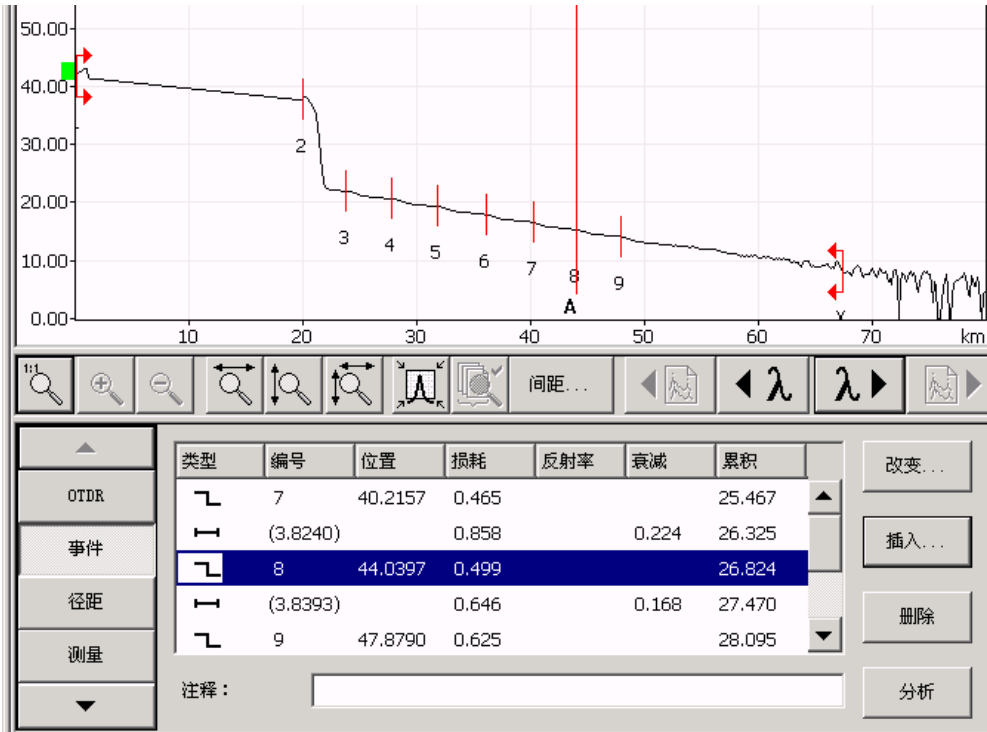 50.00
40.00
30.00
20.00
10.00
0.00
2
3
4
5
6
7
8
9
A
10 20 30 40 50 60 70 km
1:1 间距... λ λ
类型 编号 位置 损耗 反射率 衰减 累积
7 40.2157 0.465 25.467
(3.8240) 0.858 0.224 26.325
8 44.0397 0.499 26.824
(3.8393) 0.646 0.168 27.470
9 47.8790 0.625 28.095
注释：
OTDR
事件
径距
测量
改变...
插入...
删除
分析